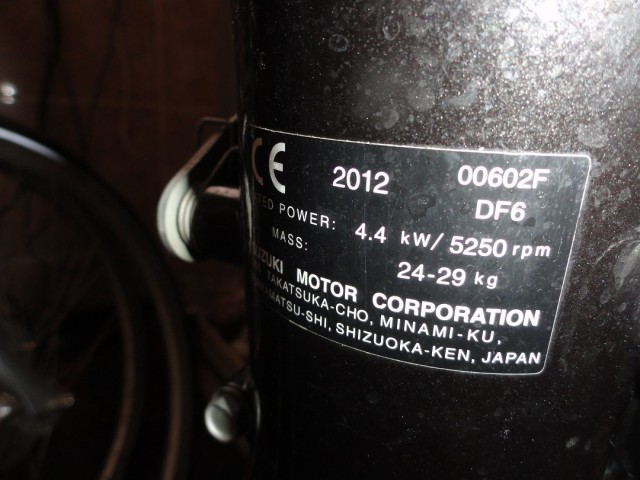 CE 2012 00602F
DF6
POWER: 4.4 kW/5250 rpm
MASS: 24-29 kg
MOTOR CORPORATION
TAKATSUKA-CHO, MINAMI-KU,
SHIZUOKA-KEN, JAPAN